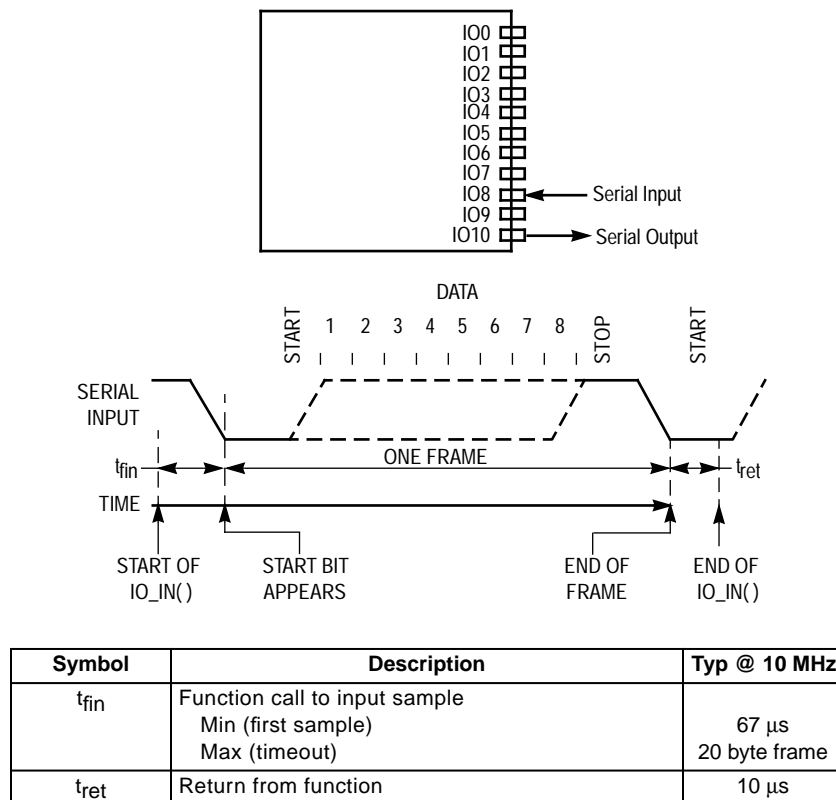 IO0
IO1
IO2
IO3
IO4
IO5
IO6
IO7
IO8
Serial Input
IO9
IO10
Serial Output
DATA
START 1 2 3 4 5 6 7 8 STOP START
SERIAL
INPUT
tfin
ONE FRAME
tret
TIME
START OF
IO_IN( )
START BIT
APPEARS
END OF
FRAME
END OF
IO_IN( )
Symbol Description Typ @ 10 MHz
tfin Function call to input sample
Min (first sample) 67 μs
Max (timeout) 20 byte frame
tret Return from function 10 μs